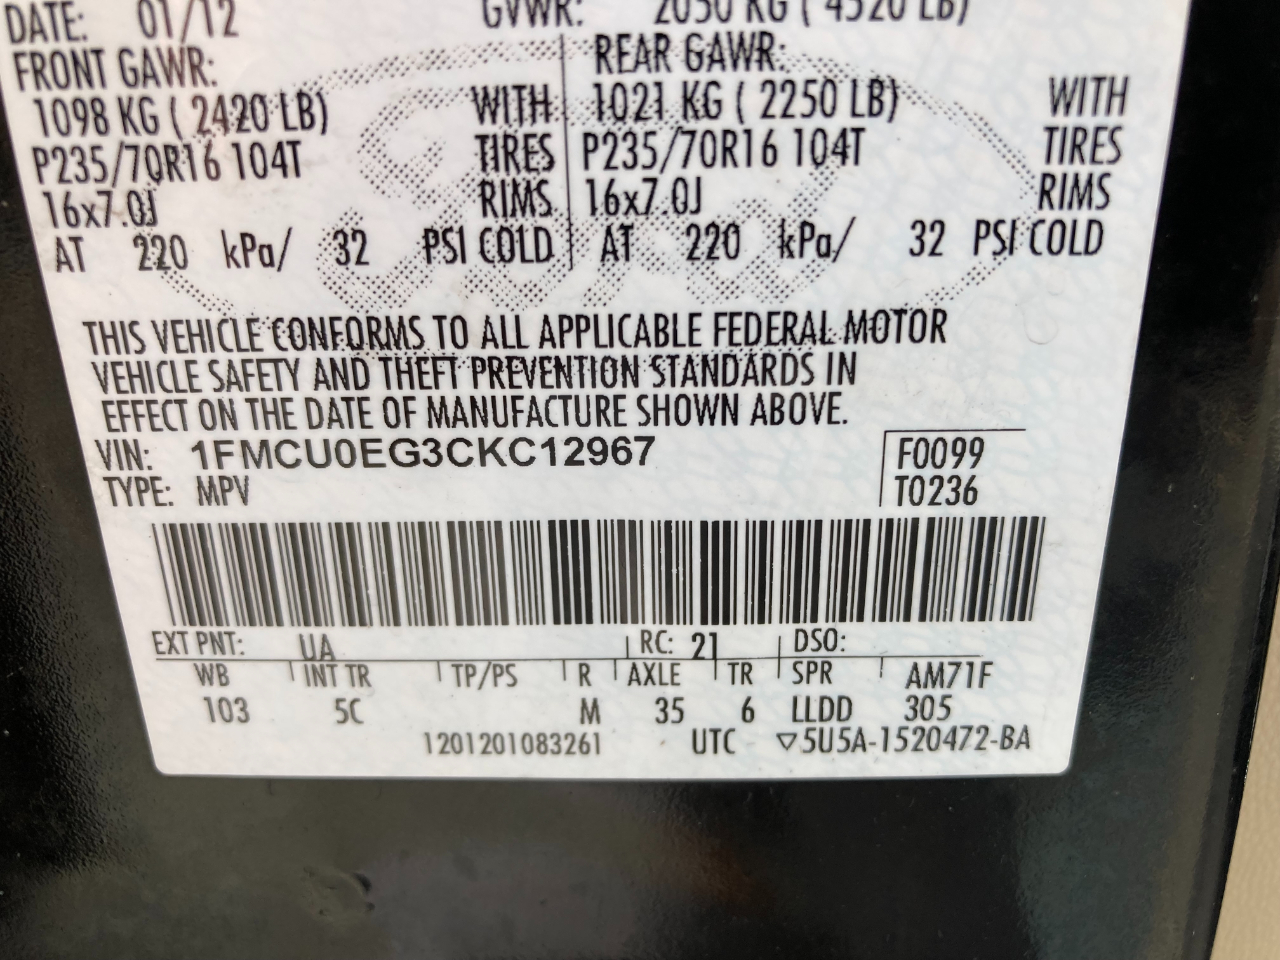 DATE: 01/12 GVWR: 2050 KG ( 4520 LB)
FRONT GAWR: REAR GAWR:
1098 KG ( 2420 LB) WITH 1021 KG ( 2250 LB) WITH
P235/70R16 104T TIRES P235/70R16 104T TIRES
16x7.0J RIMS 16x7.0J RIMS
AT 220 kPa/ 32 PSI COLD AT 220 kPa/ 32 PSI COLD
THIS VEHICLE CONFORMS TO ALL APPLICABLE FEDERAL MOTOR
VEHICLE SAFETY AND THEFT PREVENTION STANDARDS IN
EFFECT ON THE DATE OF MANUFACTURE SHOWN ABOVE.
VIN: 1FMCU0EG3CKC12967 F0099
TYPE: MPV T0236
EXT PNT: UA RC: 21 DSO:
WB INT TR TP/PS R AXLE TR SPR AM71F
103 5C M 35 6 LLDD 305
1201201083261 UTC ▽5U5A-1520472-BA